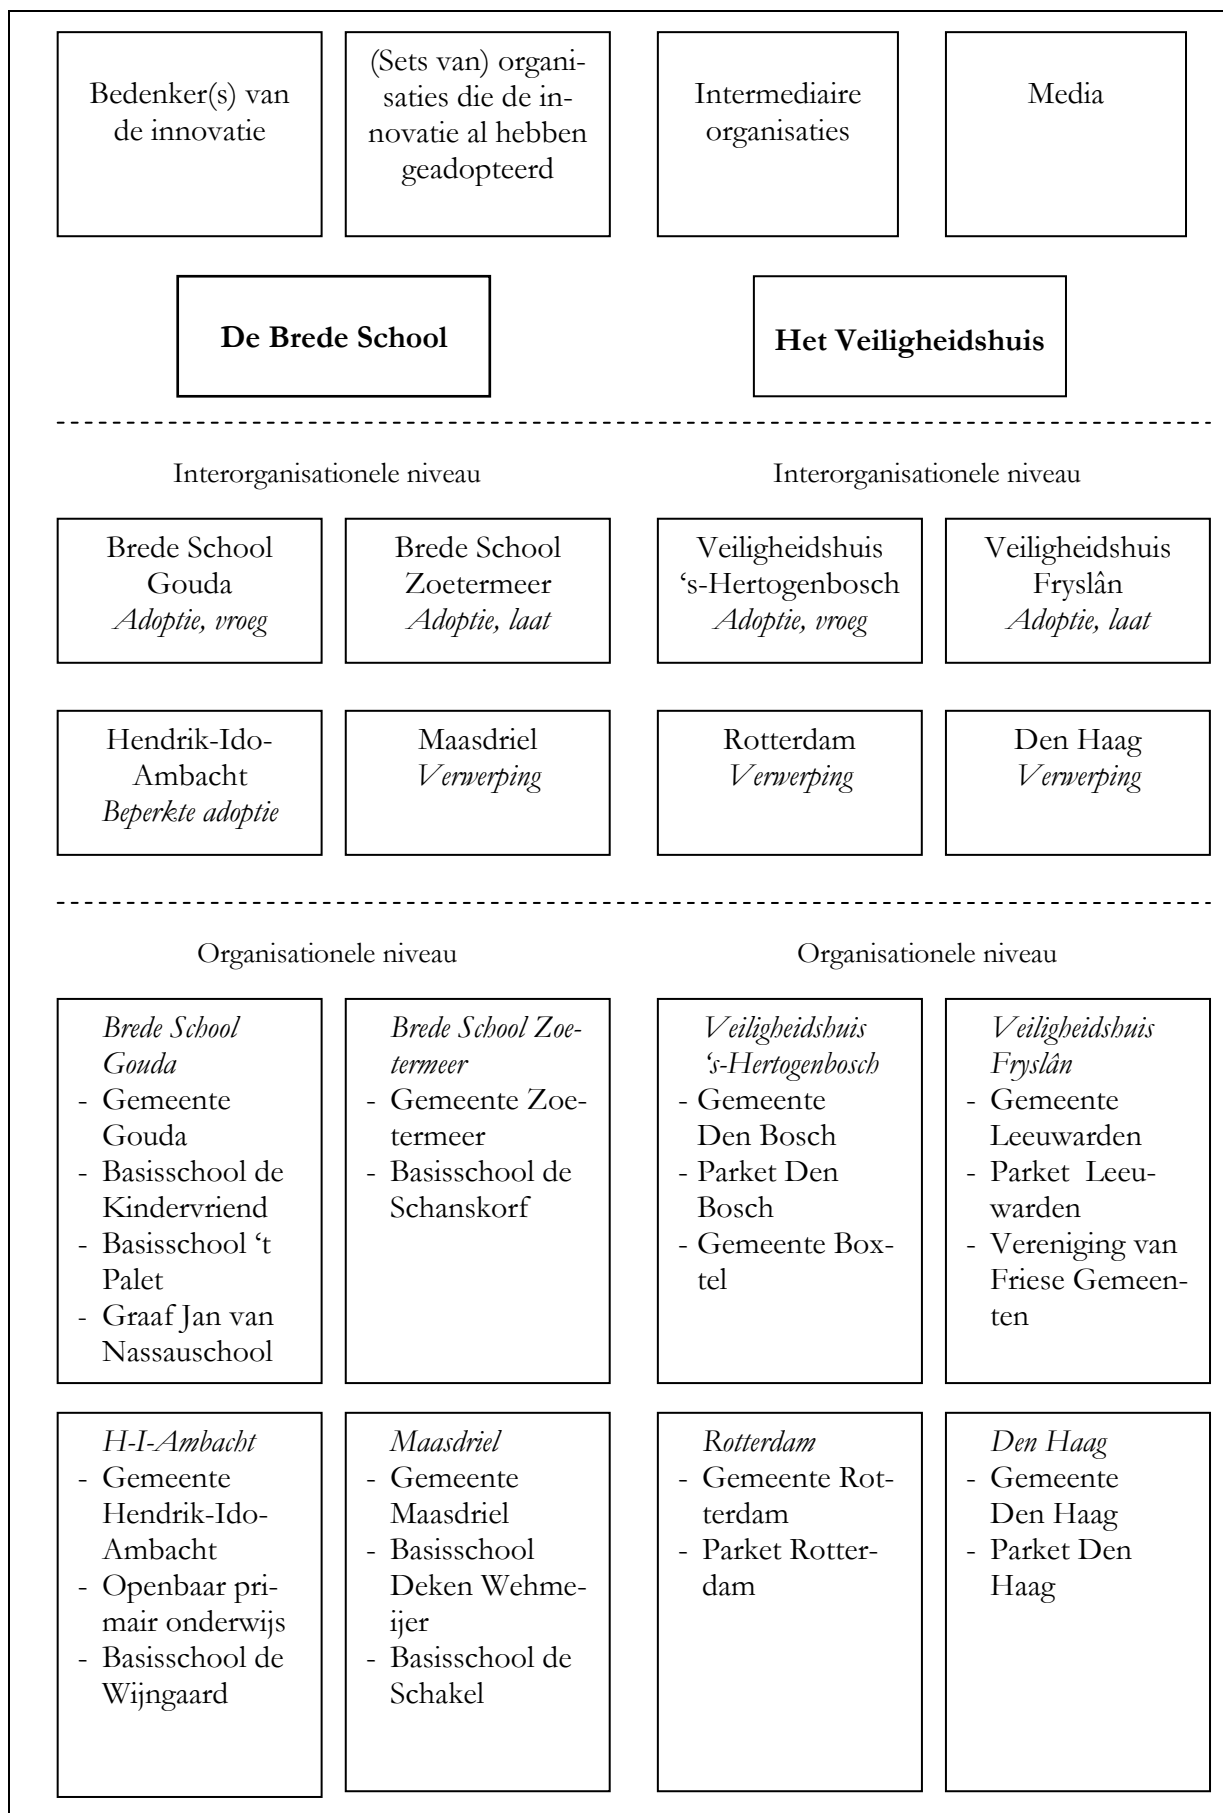 Bedenker(s) van
de innovatie
(Sets van) organi-
saties die de in-
novatie al hebben
geadopteerd
Intermediaire
organisaties
Media
De Brede School
Het Veiligheidshuis
Interorganisationele niveau
Interorganisationele niveau
Brede School
Gouda
Adoptie, vroeg
Brede School
Zoetermeer
Adoptie, laat
Veiligheidshuis
‘s-Hertogenbosch
Adoptie, vroeg
Veiligheidshuis
Fryslân
Adoptie, laat
Hendrik-Ido-
Ambacht
Beperkte adoptie
Maasdriel
Verwerping
Rotterdam
Verwerping
Den Haag
Verwerping
Organisationele niveau
Organisationele niveau
Brede School
Gouda
- Gemeente
Gouda
- Basisschool de
Kindervriend
- Basisschool ‘t
Palet
- Graaf Jan van
Nassauschool
Brede School Zoe-
termeer
- Gemeente Zoe-
termeer
- Basisschool de
Schanskorf
Veiligheidshuis
‘s-Hertogenbosch
- Gemeente
Den Bosch
- Parket Den
Bosch
- Gemeente Box-
tel
Veiligheidshuis
Fryslân
- Gemeente
Leeuwarden
- Parket Leeu-
warden
- Vereniging van
Friese Gemeen-
ten
H-I-Ambacht
- Gemeente
Hendrik-Ido-
Ambacht
- Openbaar pri-
mair onderwijs
- Basisschool de
Wijngaard
Maasdriel
- Gemeente
Maasdriel
- Basisschool
Deken Wehme-
ijer
- Basisschool de
Schakel
Rotterdam
- Gemeente Rot-
terdam
- Parket Rotter-
dam
Den Haag
- Gemeente
Den Haag
- Parket Den
Haag